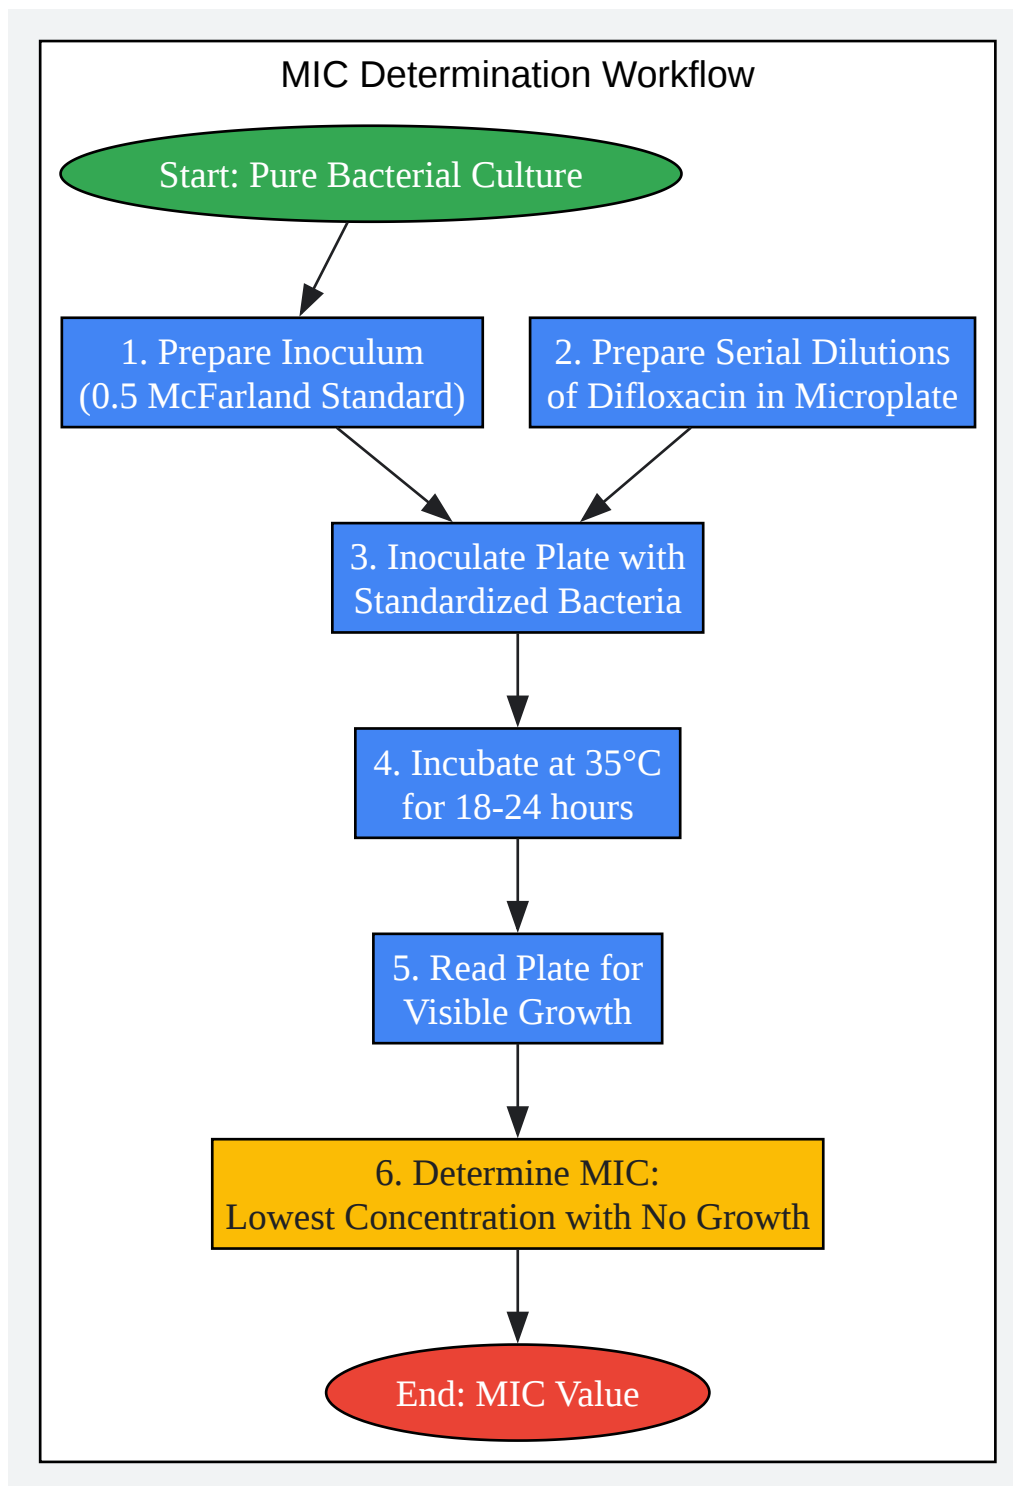 MIC Determination Workflow
Start: Pure Bacterial Culture
1. Prepare Inoculum
(0.5 McFarland Standard)
2. Prepare Serial Dilutions
of Difloxacin in Microplate
3. Inoculate Plate with
Standardized Bacteria
4. Incubate at 35°C
for 18-24 hours
5. Read Plate for
Visible Growth
6. Determine MIC:
Lowest Concentration with No Growth
End: MIC Value